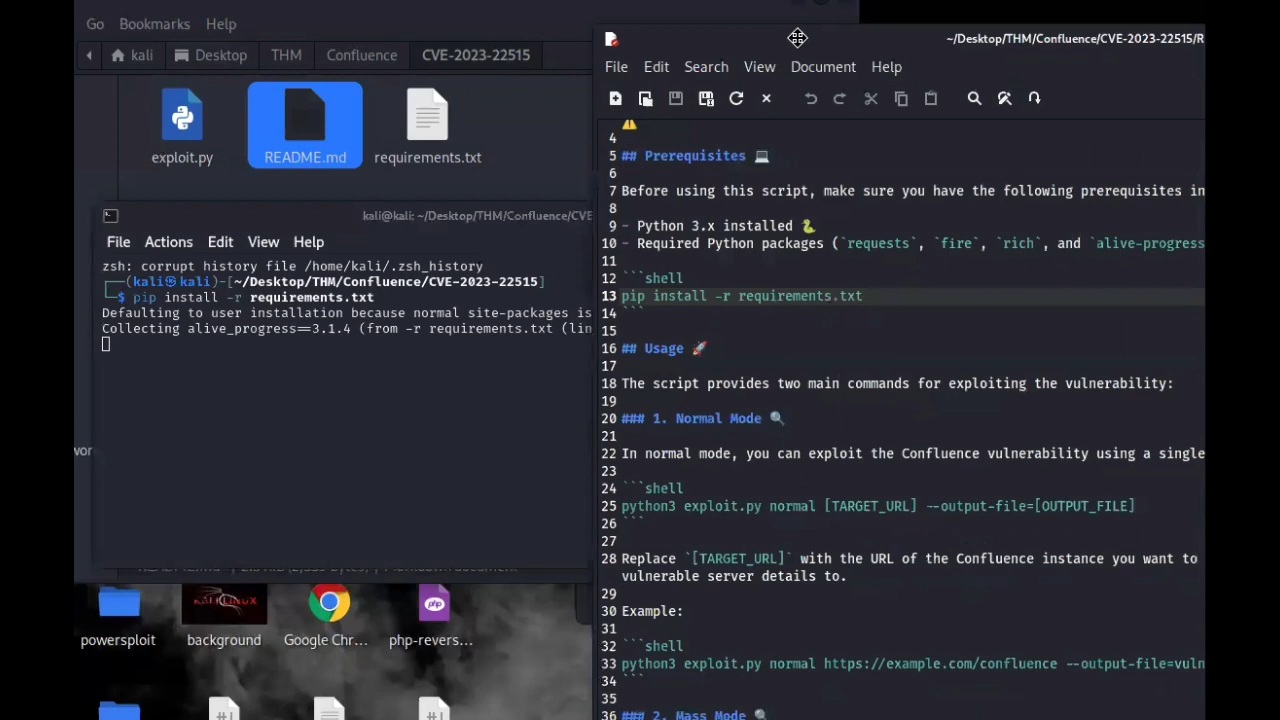 Go Bookmarks Help
kali Desktop THM Confluence CVE-2023-22515
exploit.py README.md requirements.txt
kali@kali: ~/Desktop/THM/Confluence/CVE
File Actions Edit View Help
zsh: corrupt history file /home/kali/.zsh_history
┌──(kali㉿kali)-[~/Desktop/THM/Confluence/CVE-2023-22515]
└─$ pip install -r requirements.txt
Defaulting to user installation because normal site-packages is
Collecting alive_progress==3.1.4 (from -r requirements.txt (lin
powersploit background Google Chr... php-revers...
~/Desktop/THM/Confluence/CVE-2023-22515/R
File Edit Search View Document Help
4
5 ## Prerequisites 💻
6
7 Before using this script, make sure you have the following prerequisites in
8
9 - Python 3.x installed 🐍
10 - Required Python packages (`requests`, `fire`, `rich`, and `alive-progress
11
12 ```shell
13 pip install -r requirements.txt
14 ```
15
16 ## Usage 🚀
17
18 The script provides two main commands for exploiting the vulnerability:
19
20 ### 1. Normal Mode 🔍
21
22 In normal mode, you can exploit the Confluence vulnerability using a single
23
24 ```shell
25 python3 exploit.py normal [TARGET_URL] --output-file=[OUTPUT_FILE]
26 ```
27
28 Replace `[TARGET_URL]` with the URL of the Confluence instance you want to
vulnerable server details to.
29
30 Example:
31
32 ```shell
33 python3 exploit.py normal https://example.com/confluence --output-file=vuln
34 ```
35
36 ### 2. Mass Mode 🔍